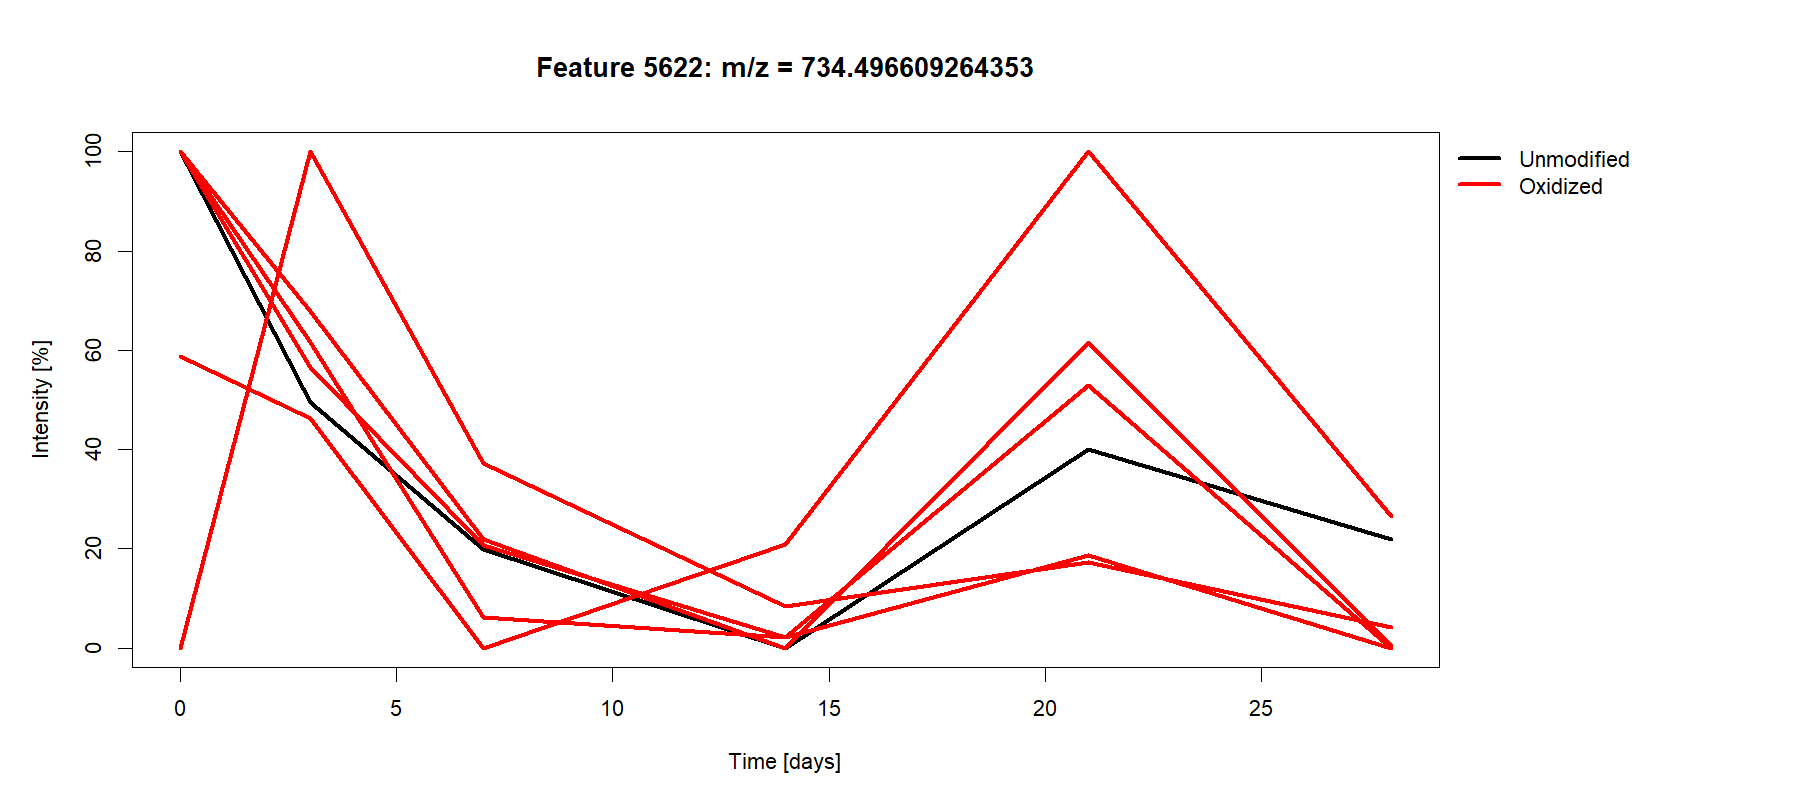 Feature 5622: m/z = 734.496609264353
Unmodified
Oxidized
Intensity [%]
100
80
60
40
20
0
0 5 10 15 20 25
Time [days]